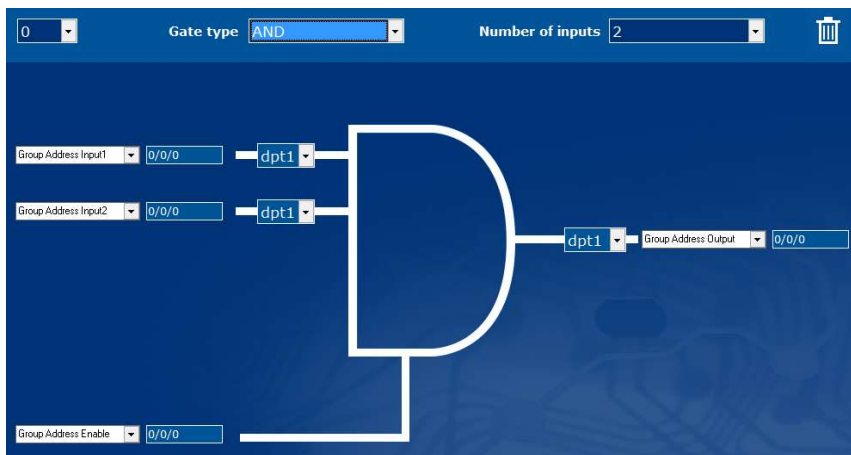 0 Gate type AND Number of inputs 2
Group Address Input1 0/0/0 dpt1
Group Address Input2 0/0/0 dpt1
dpt1 Group Address Output 0/0/0
Group Address Enable 0/0/0